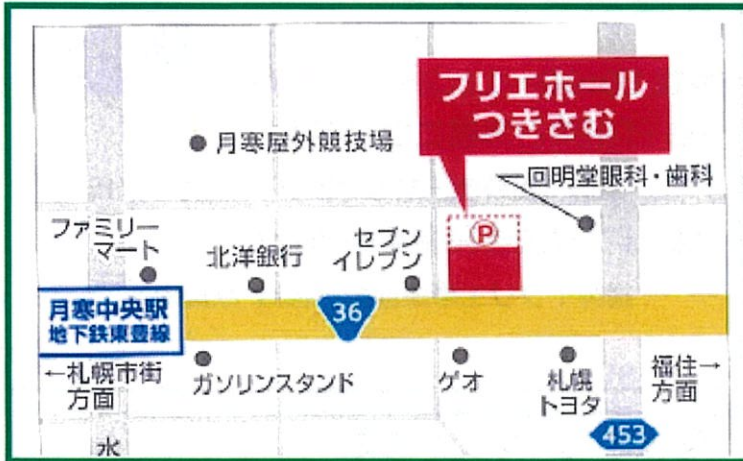 フリエホール
つきさむ
月寒屋外競技場
回明堂眼科・歯科
ファミリー
マート
北洋銀行
セブン
イレブン
P
月寒中央駅
地下鉄東豊線
36
←札幌市街
方面
ガソリンスタンド
ゲオ
札幌
トヨタ
福住→
方面
453
水